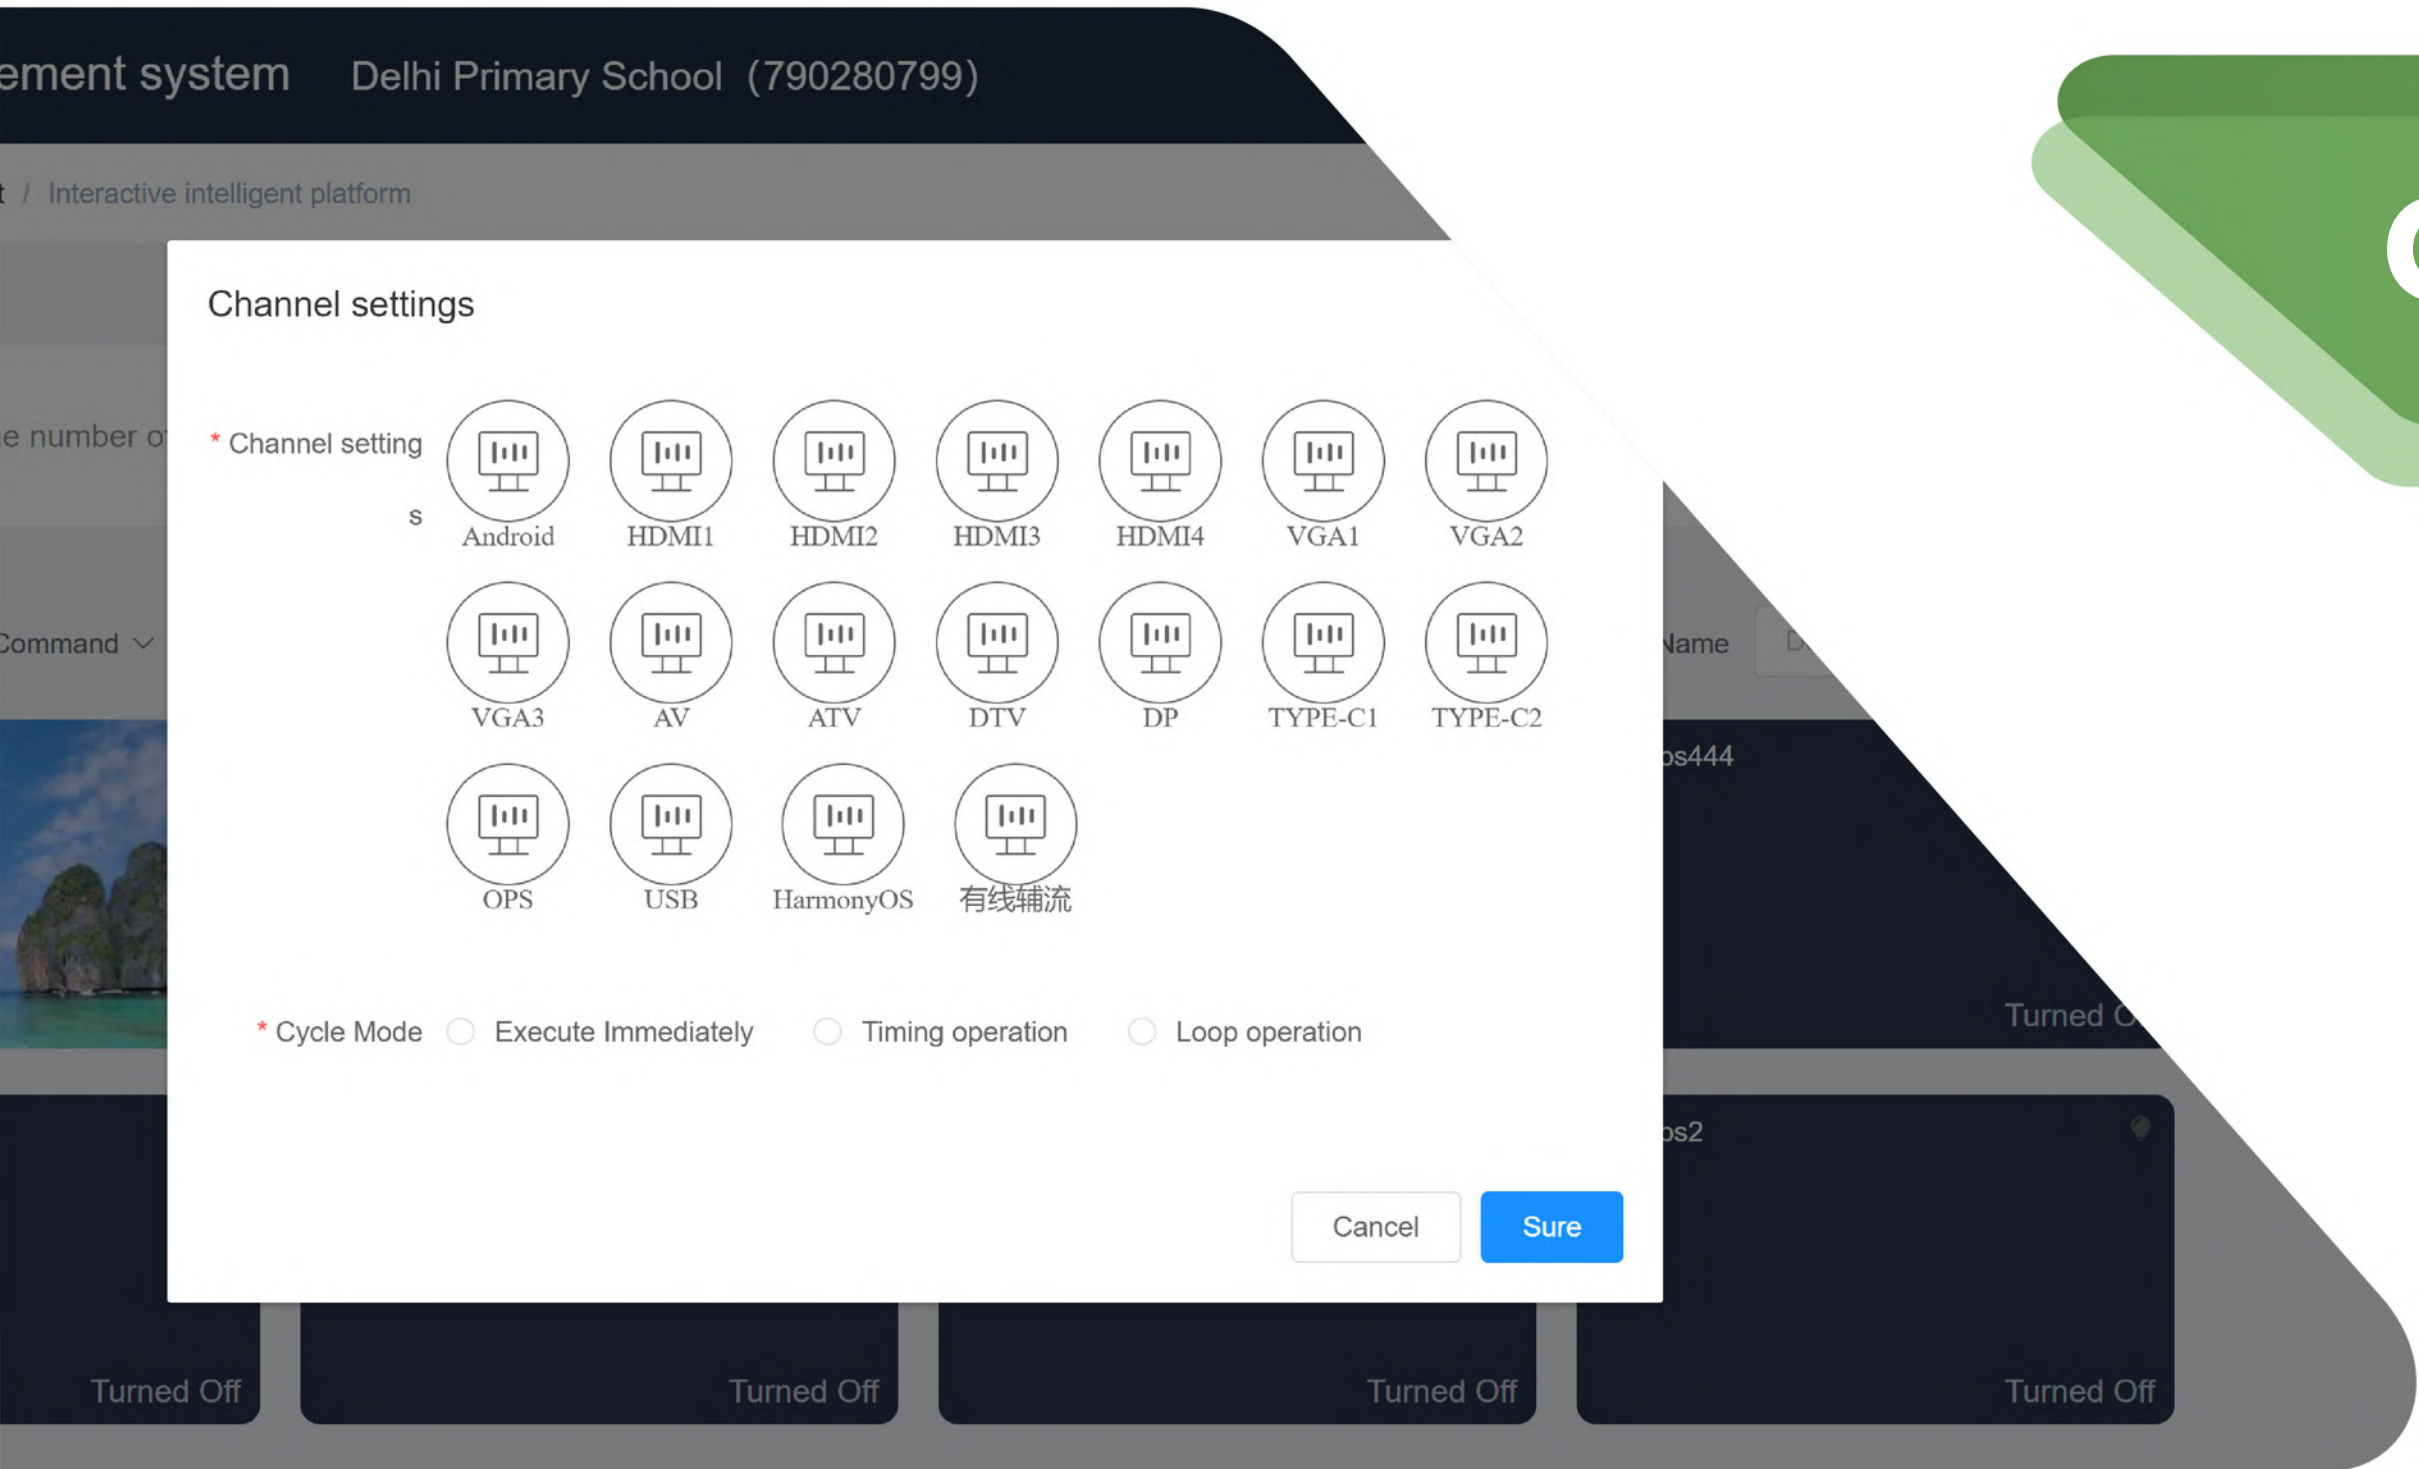 ement system Delhi Primary School (790280799)
/ Interactive intelligent platform
Channel settings
e number o
* Channel setting
s
Android HDMI1 HDMI2 HDMI3 HDMI4 VGA1 VGA2
Command
Name
VGA3 AV ATV DTV DP TYPE-C1 TYPE-C2
ps444
OPS USB HarmonyOS 有线辅流
Turned O
* Cycle Mode Execute Immediately Timing operation Loop operation
ps2
Cancel Sure
Turned Off Turned Off Turned Off Turned Off